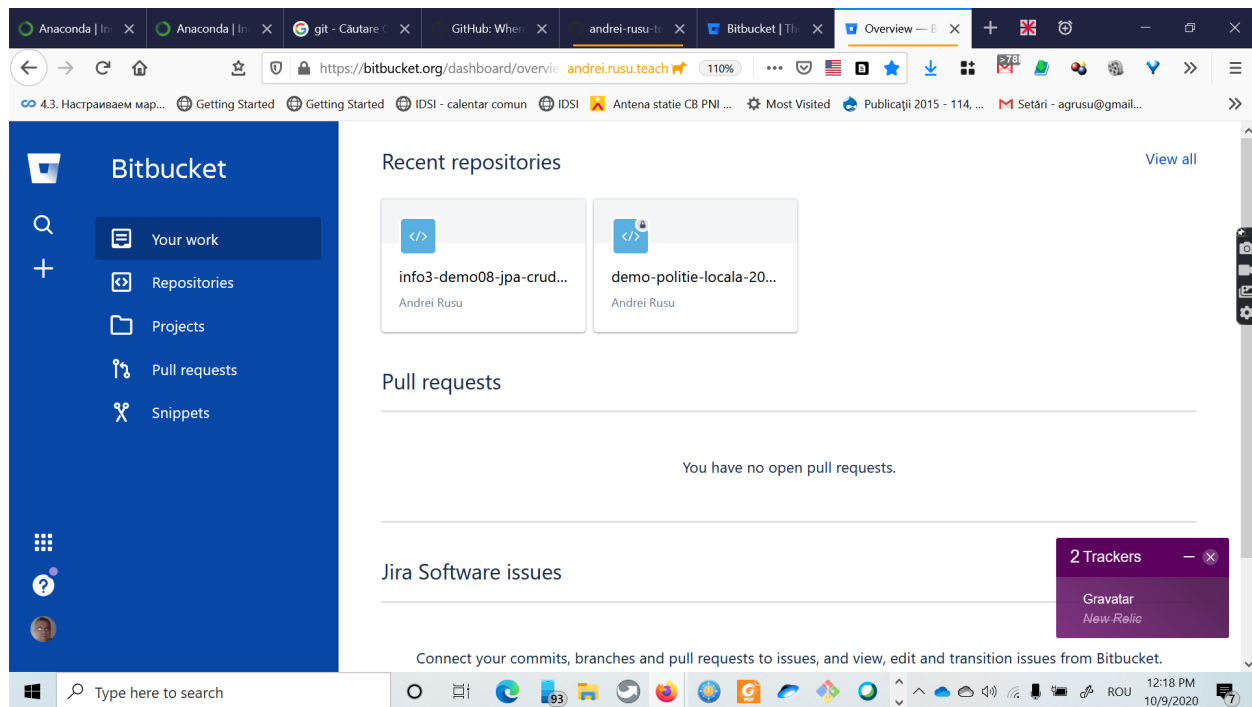 Anaconda | In
Anaconda | In
git - Căutare
GitHub: Wher
andrei-rusu-te
Bitbucket | Th
Overview — B
https://bitbucket.org/dashboard/overvie
andrei.rusu.teach
110%
>78
4.3. Настраиваем мар...
Getting Started
Getting Started
IDSI - calentar comun
IDSI
Antena statie CB PNI ...
Most Visited
Publicaţii 2015 - 114, ...
Setări - agrusu@gmail...
Bitbucket
Your work
Repositories
Projects
Pull requests
Snippets
Recent repositories
View all
info3-demo08-jpa-crud...
Andrei Rusu
demo-politie-locala-20...
Andrei Rusu
Pull requests
You have no open pull requests.
Jira Software issues
Connect your commits, branches and pull requests to issues, and view, edit and transition issues from Bitbucket.
2 Trackers
Gravatar
New Relic
Type here to search
93
ROU
12:18 PM
10/9/2020
7